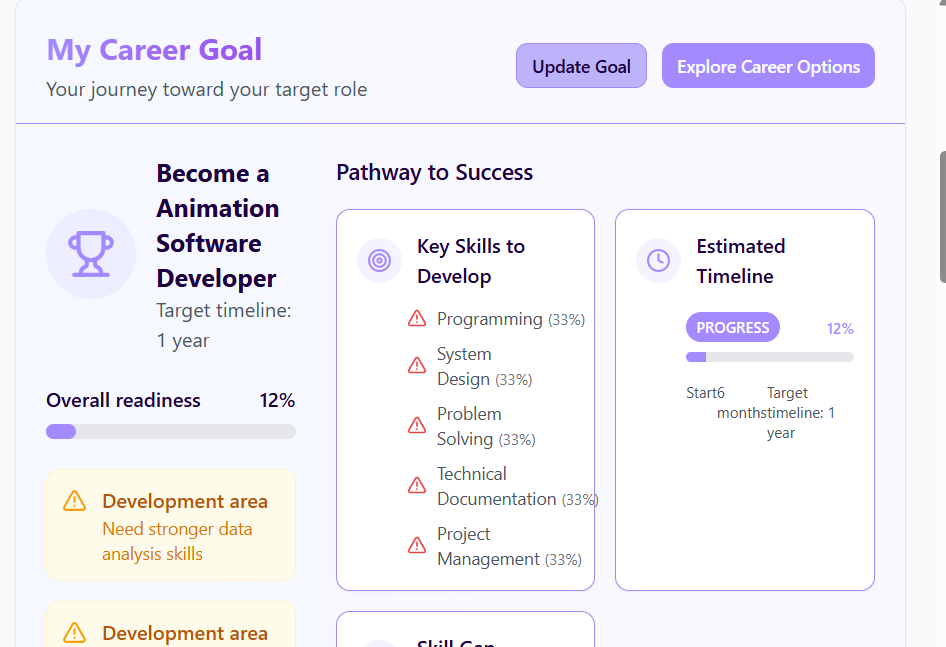 My Career Goal
Your journey toward your target role
Update Goal
Explore Career Options
Become a
Animation
Software
Developer
Target timeline:
1 year
Overall readiness 12%
Development area
Need stronger data
analysis skills
Development area
Pathway to Success
Key Skills to
Develop
Programming (33%)
System
Design (33%)
Problem
Solving (33%)
Technical
Documentation (33%)
Project
Management (33%)
Estimated
Timeline
PROGRESS 12%
Start
6
months
Target
timeline: 1
year
Skill Gap